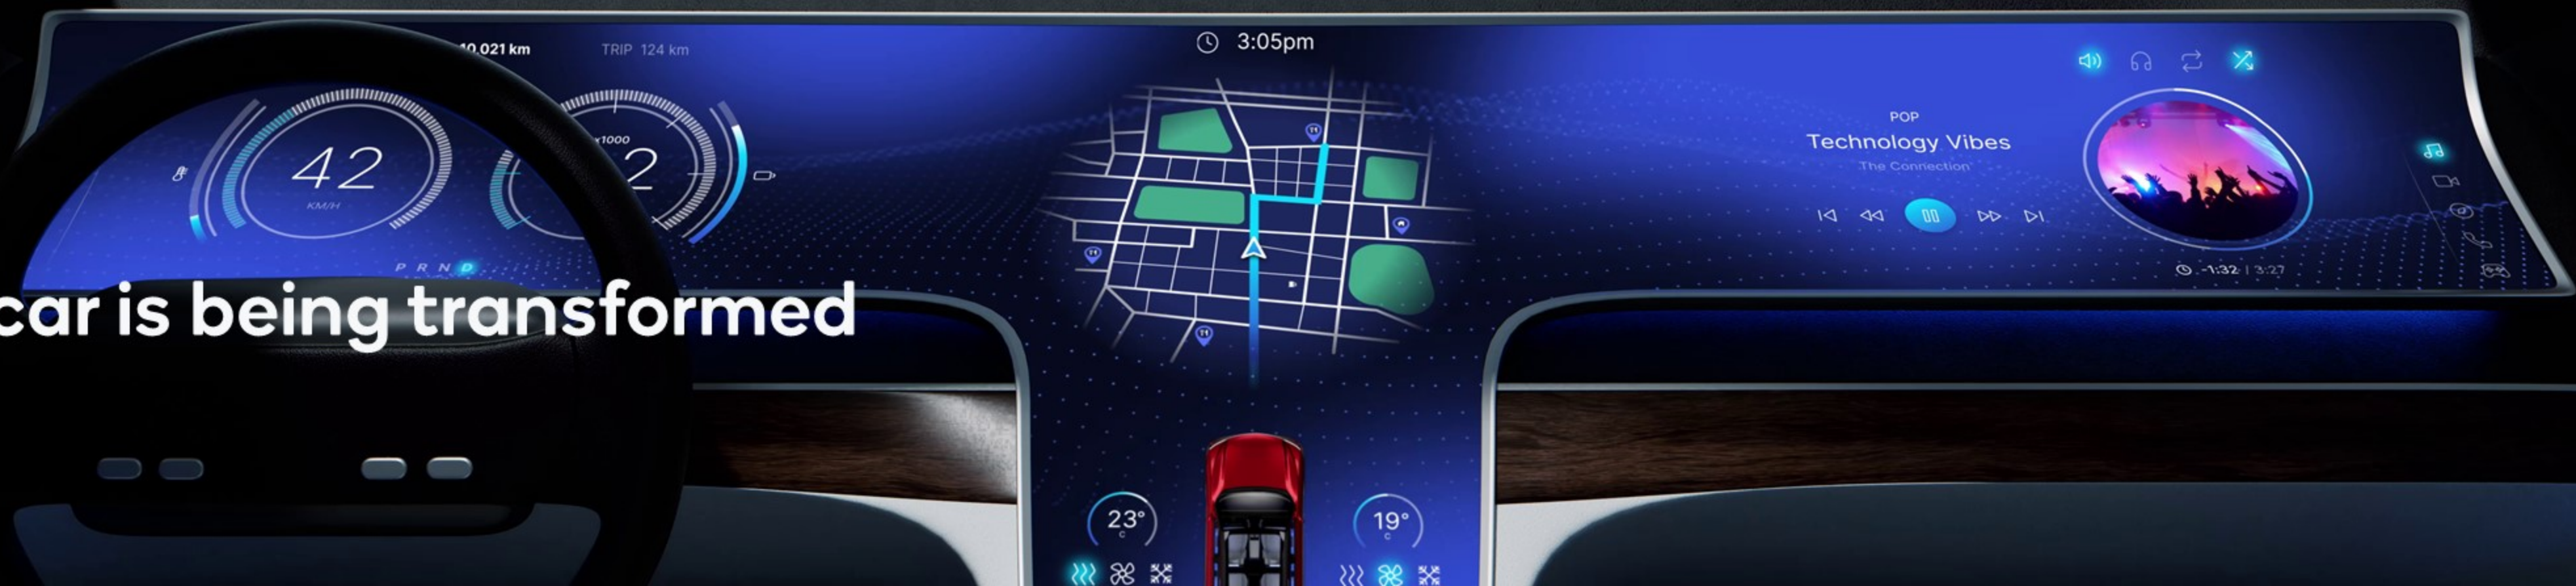 10,021 km
TRIP 124 km
3:05pm
42
KM/H
x1000
2
P R N D
POP
Technology Vibes
The Connection
-1:32 | 3:27
car is being transformed
23°
C
19°
C